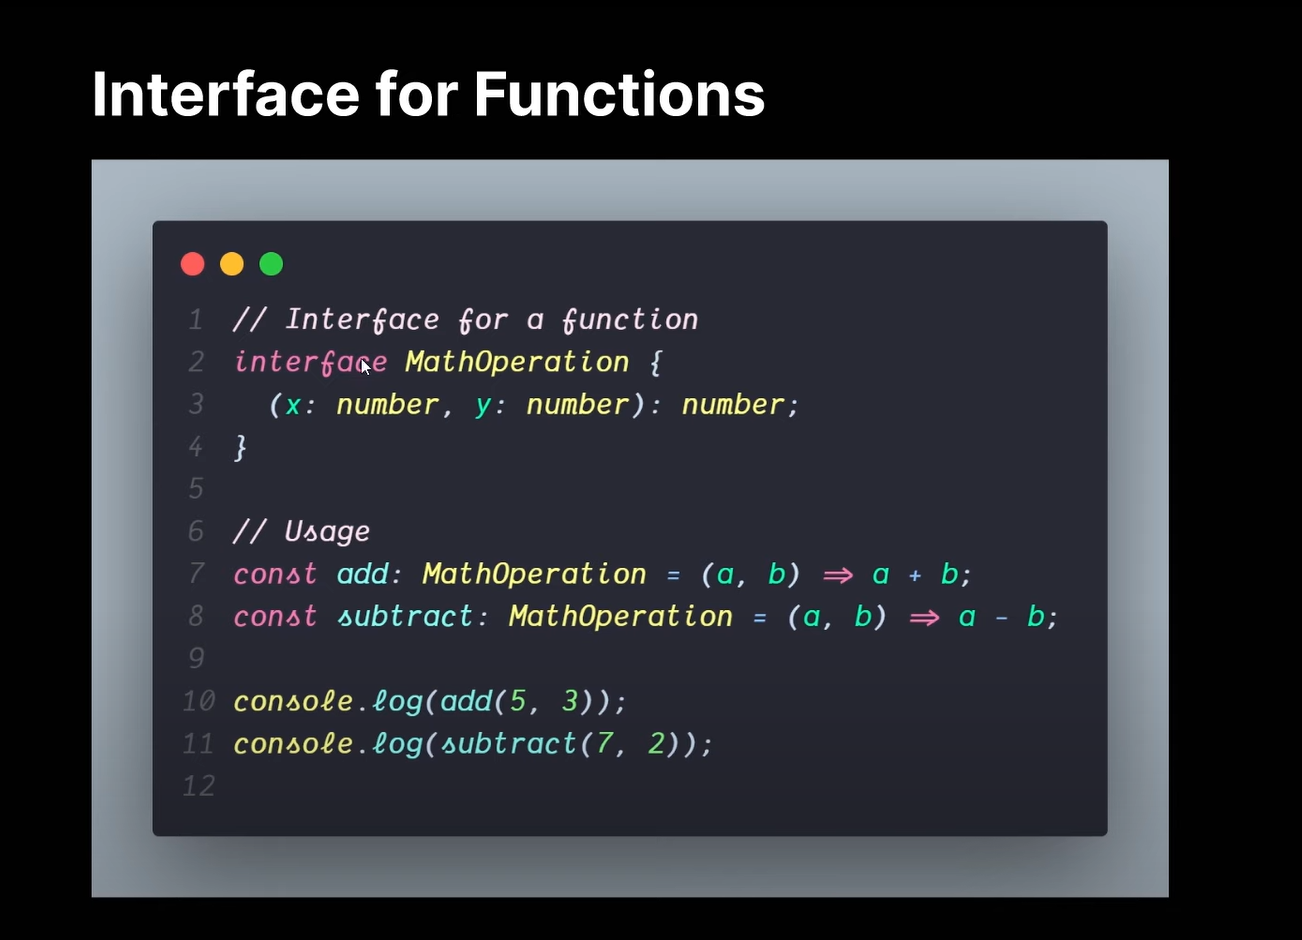 Interface for Functions
1 // Interface for a function
2 interface MathOperation {
3   (x: number, y: number): number;
4 }
5
6 // Usage
7 const add: MathOperation = (a, b) => a + b;
8 const subtract: MathOperation = (a, b) => a - b;
9
10 console.log(add(5, 3));
11 console.log(subtract(7, 2));
12